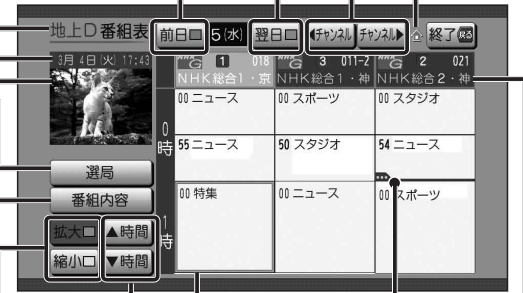 地上D 番組表 前日 5(水) 翌日 ◀チャンネル チャンネル▶ 終了 戻る
3月 4日(火) 17:43
NHK G 1 018 NHK G 3 011-2 NHK G 2 021
NHK総合1・京 NHK総合1・神 NHK総合2・神
00 ニュース 00 スポーツ 00 スタジオ
0時
55 ニュース 50 スタジオ 54 ニュース
選局
番組内容
00 特集 00 ニュース 00 スポーツ
1時
拡大 ▲時間
縮小 ▼時間